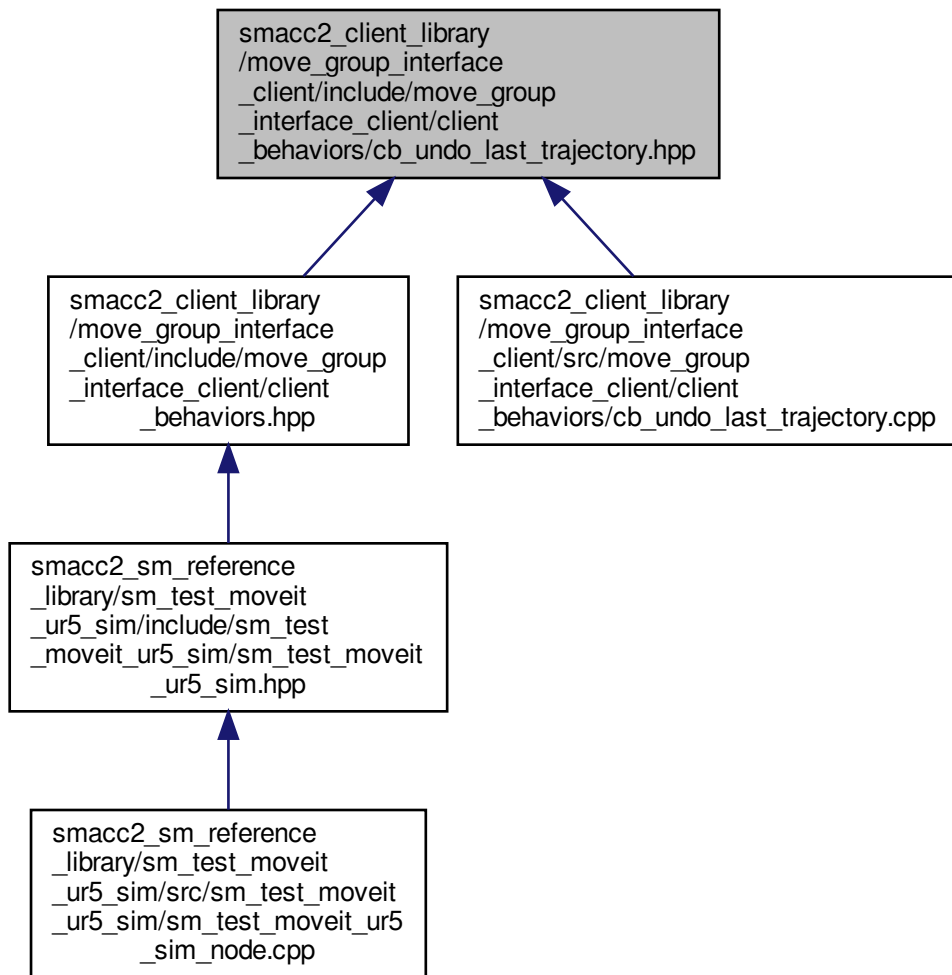 smacc2_client_library
/move_group_interface
_client/include/move_group
_interface_client/client
_behaviors/cb_undo_last_trajectory.hpp
smacc2_client_library
/move_group_interface
_client/include/move_group
_interface_client/client
_behaviors.hpp
smacc2_client_library
/move_group_interface
_client/src/move_group
_interface_client/client
_behaviors/cb_undo_last_trajectory.cpp
smacc2_sm_reference
_library/sm_test_moveit
_ur5_sim/include/sm_test
_moveit_ur5_sim/sm_test_moveit
_ur5_sim.hpp
smacc2_sm_reference
_library/sm_test_moveit
_ur5_sim/src/sm_test_moveit
_ur5_sim/sm_test_moveit_ur5
_sim_node.cpp